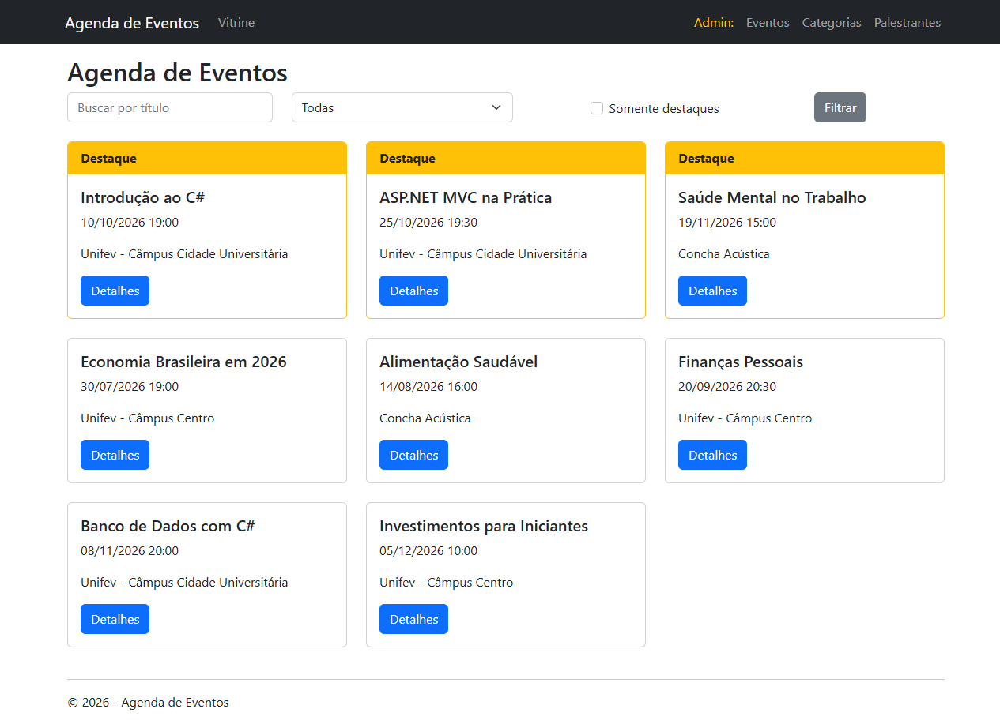 Agenda de Eventos Vitrine Admin: Eventos Categorias Palestrantes
Agenda de Eventos
Buscar por título Todas Somente destaques Filtrar
Destaque
Introdução ao C#
10/10/2026 19:00
Unifev - Câmpus Cidade Universitária
Detalhes
Destaque
ASP.NET MVC na Prática
25/10/2026 19:30
Unifev - Câmpus Cidade Universitária
Detalhes
Destaque
Saúde Mental no Trabalho
19/11/2026 15:00
Concha Acústica
Detalhes
Economia Brasileira em 2026
30/07/2026 19:00
Unifev - Câmpus Centro
Detalhes
Alimentação Saudável
14/08/2026 16:00
Concha Acústica
Detalhes
Finanças Pessoais
20/09/2026 20:30
Unifev - Câmpus Centro
Detalhes
Banco de Dados com C#
08/11/2026 20:00
Unifev - Câmpus Cidade Universitária
Detalhes
Investimentos para Iniciantes
05/12/2026 10:00
Unifev - Câmpus Centro
Detalhes
© 2026 - Agenda de Eventos